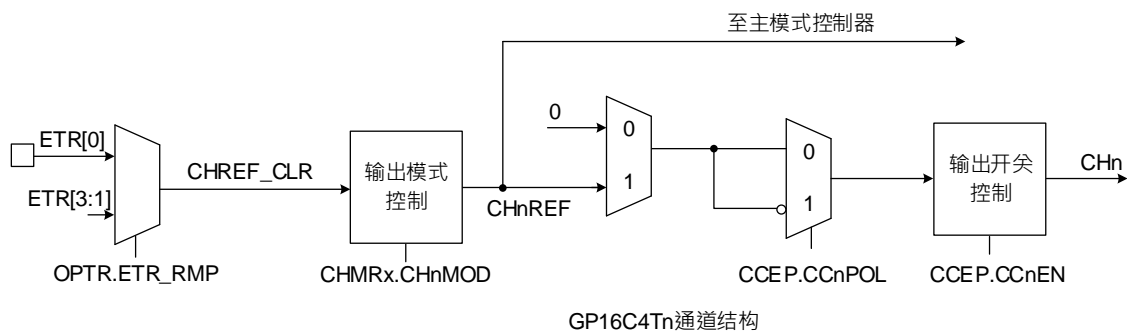 至主模式控制器
ETR[0]
ETR[3:1]
OPTR.ETR_RMP
CHREF_CLR
输出模式
控制
CHMRx.CHnMOD
CHnREF
0
0
1
0
1
CCEP.CCnPOL
输出开关
控制
CCEP.CCnEN
CHn
GP16C4Tn通道结构